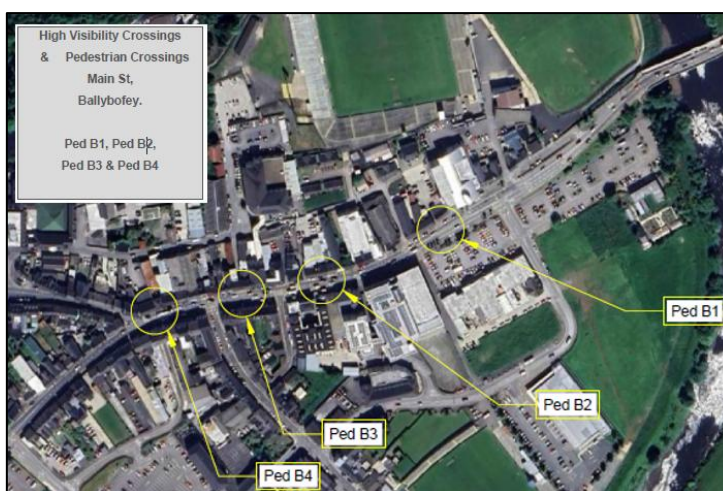 High Visibility Crossings
& Pedestrian Crossings
Main St,
Ballybofey.
Ped B1, Ped B2,
Ped B3 & Ped B4
Ped B1
Ped B2
Ped B3
Ped B4